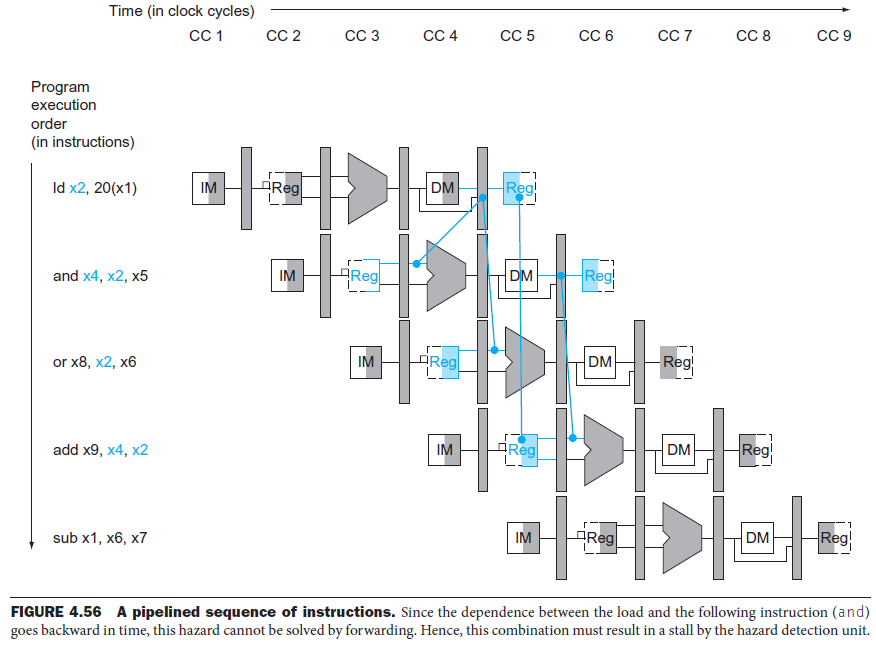 Time (in clock cycles)
CC 1 CC 2 CC 3 CC 4 CC 5 CC 6 CC 7 CC 8 CC 9
Program
execution
order
(in instructions)
ld x2, 20(x1) IM Reg DM Reg
and x4, x2, x5 IM Reg DM Reg
or x8, x2, x6 IM Reg DM Reg
add x9, x4, x2 IM Reg DM Reg
sub x1, x6, x7 IM Reg DM Reg
FIGURE 4.56 A pipelined sequence of instructions. Since the dependence between the load and the following instruction (and)
goes backward in time, this hazard cannot be solved by forwarding. Hence, this combination must result in a stall by the hazard detection unit.